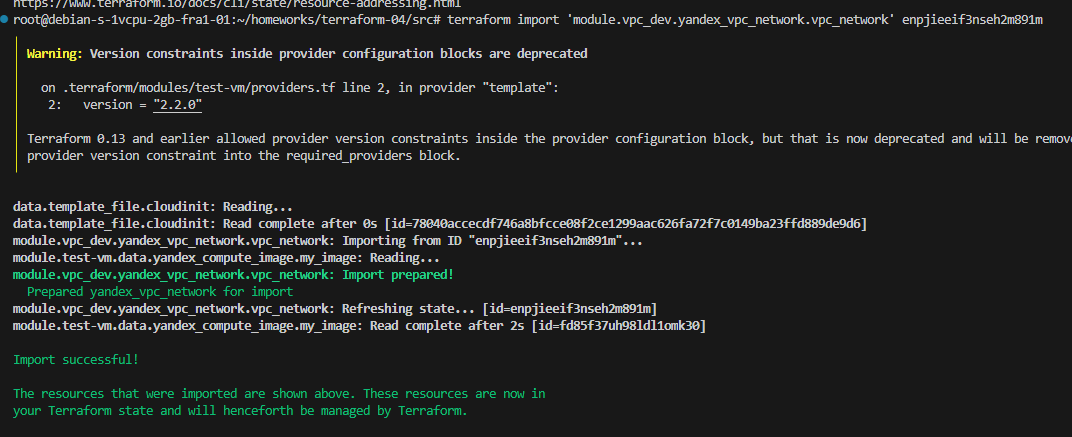 https://www.terraform.io/docs/cli/state/resource-addressing.html
root@debian-s-1vcpu-2gb-fra1-01:~/homeworks/terraform-04/src# terraform import 'module.vpc_dev.yandex_vpc_network.vpc_network' enpjieeif3nseh2m891m
Warning: Version constraints inside provider configuration blocks are deprecated
on .terraform/modules/test-vm/providers.tf line 2, in provider "template":
2:   version = "2.2.0"
Terraform 0.13 and earlier allowed provider version constraints inside the provider configuration block, but that is now deprecated and will be remov
provider version constraint into the required_providers block.
data.template_file.cloudinit: Reading...
data.template_file.cloudinit: Read complete after 0s [id=78040accecdf746a8bfcce08f2ce1299aac626fa72f7c0149ba23ffd889de9d6]
module.vpc_dev.yandex_vpc_network.vpc_network: Importing from ID "enpjieeif3nseh2m891m"...
module.test-vm.data.yandex_compute_image.my_image: Reading...
module.vpc_dev.yandex_vpc_network.vpc_network: Import prepared!
Prepared yandex_vpc_network for import
module.vpc_dev.yandex_vpc_network.vpc_network: Refreshing state... [id=enpjieeif3nseh2m891m]
module.test-vm.data.yandex_compute_image.my_image: Read complete after 2s [id=fd85f37uh98ldl1omk30]
Import successful!
The resources that were imported are shown above. These resources are now in
your Terraform state and will henceforth be managed by Terraform.